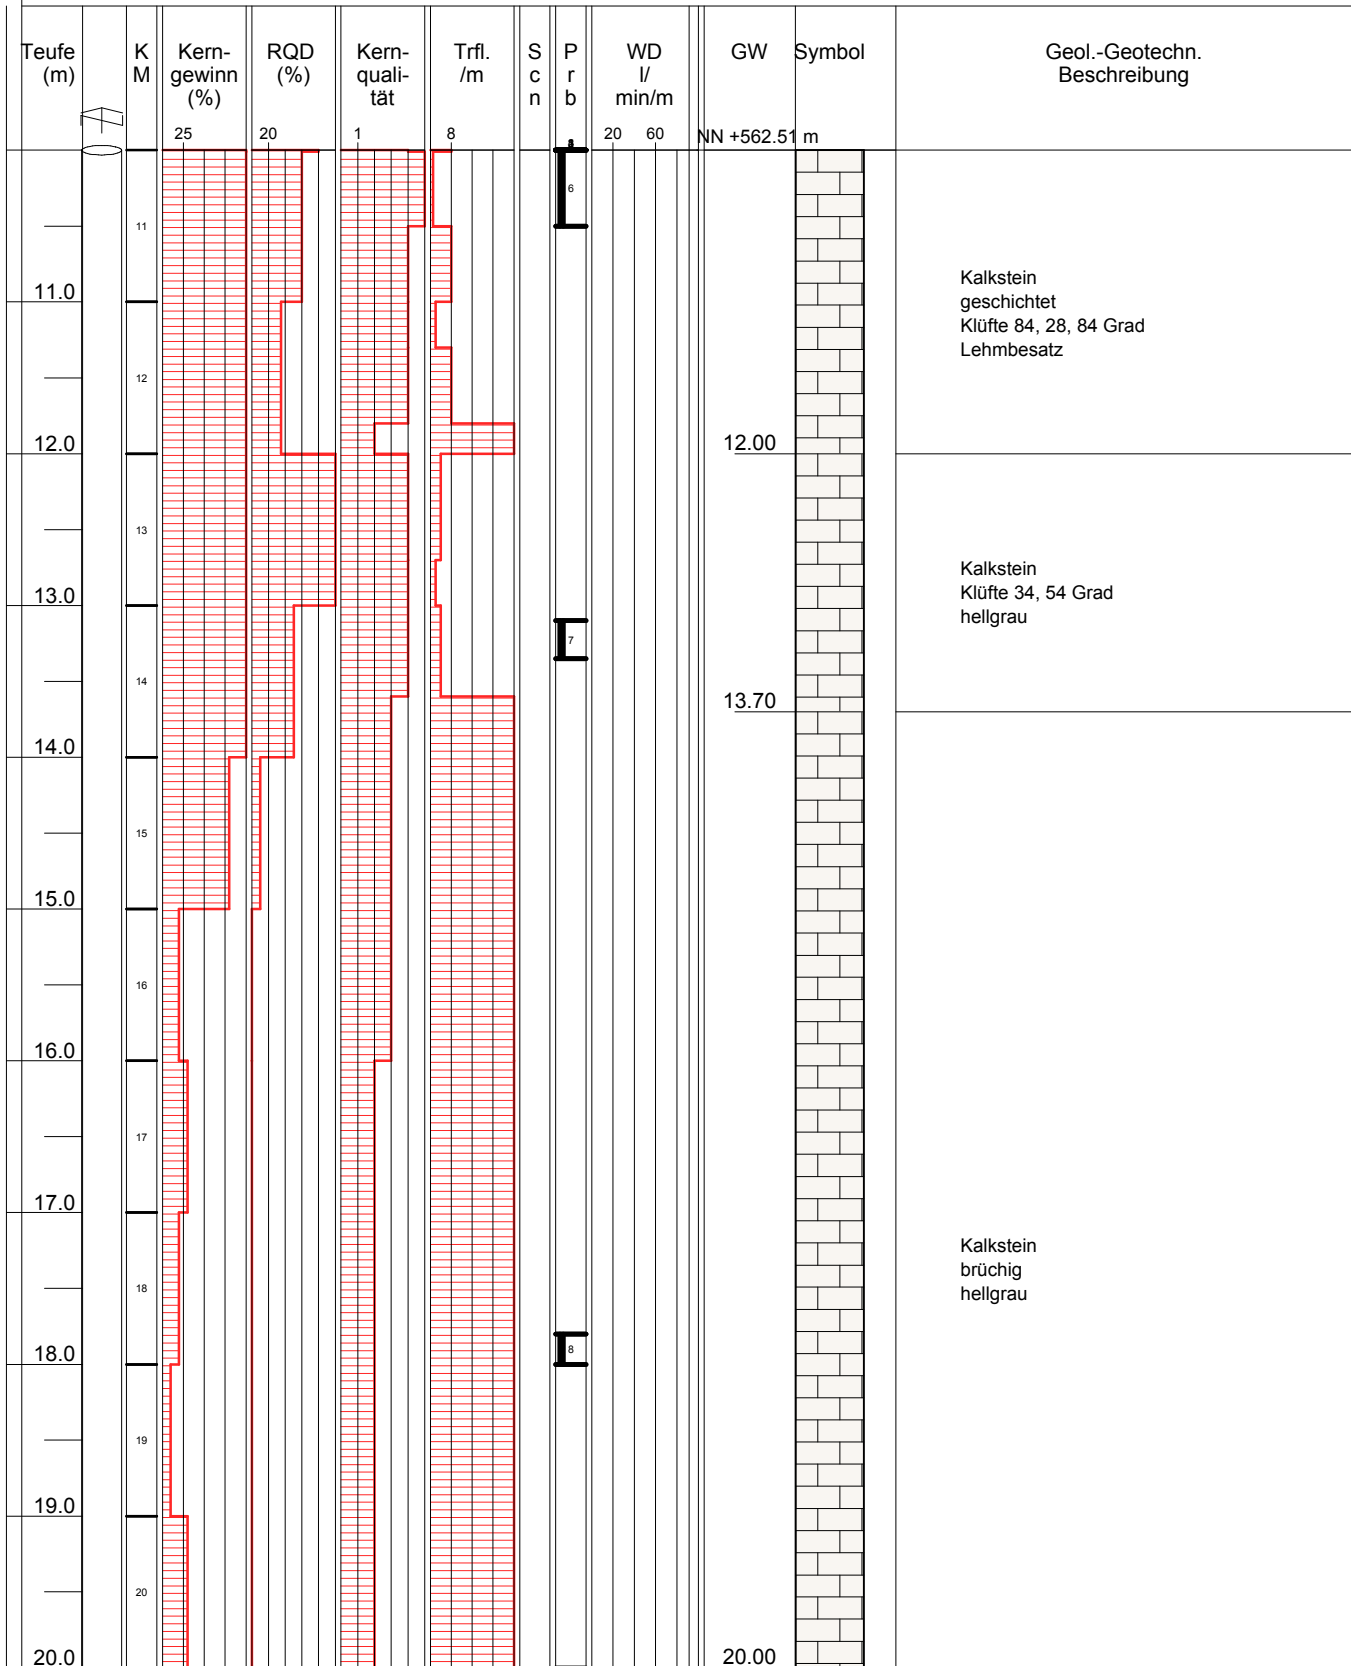 Teufe
(m)
K
M
Kern-
gewinn
(%)
RQD
(%)
Kern-
quali-
tät
Trfl.
/m
S
c
n
P
r
b
WD
l/
min/m
GW
Symbol
Geol.-Geotechn.
Beschreibung
25
20
1
8
20
60
NN +562.51 m
6
11
11.0
Kalkstein
geschichtet
Klüfte 84, 28, 84 Grad
Lehmbesatz
12
12.0
12.00
13
Kalkstein
Klüfte 34, 54 Grad
hellgrau
13.0
7
14
13.70
14.0
15
15.0
16
16.0
17
17.0
Kalkstein
brüchig
hellgrau
18
8
18.0
19
19.0
20
20.0
20.00